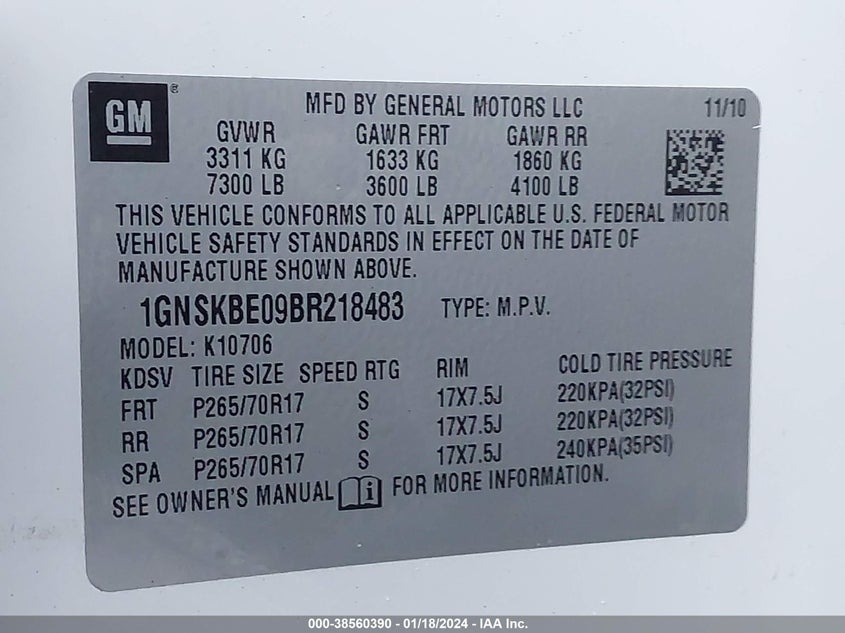 GM®
MFD BY GENERAL MOTORS LLC 11/10
GVWR GAWR FRT GAWR RR
3311 KG 1633 KG 1860 KG
7300 LB 3600 LB 4100 LB
THIS VEHICLE CONFORMS TO ALL APPLICABLE U.S. FEDERAL MOTOR
VEHICLE SAFETY STANDARDS IN EFFECT ON THE DATE OF
MANUFACTURE SHOWN ABOVE.
1GNSKBE09BR218483 TYPE: M.P.V.
MODEL: K10706
KDSV TIRE SIZE SPEED RTG RIM COLD TIRE PRESSURE
FRT P265/70R17 S 17X7.5J 220KPA(32PSI)
RR P265/70R17 S 17X7.5J 220KPA(32PSI)
SPA P265/70R17 S 17X7.5J 240KPA(35PSI)
SEE OWNER'S MANUAL i FOR MORE INFORMATION.
000-38560390 - 01/18/2024 - IAA Inc.